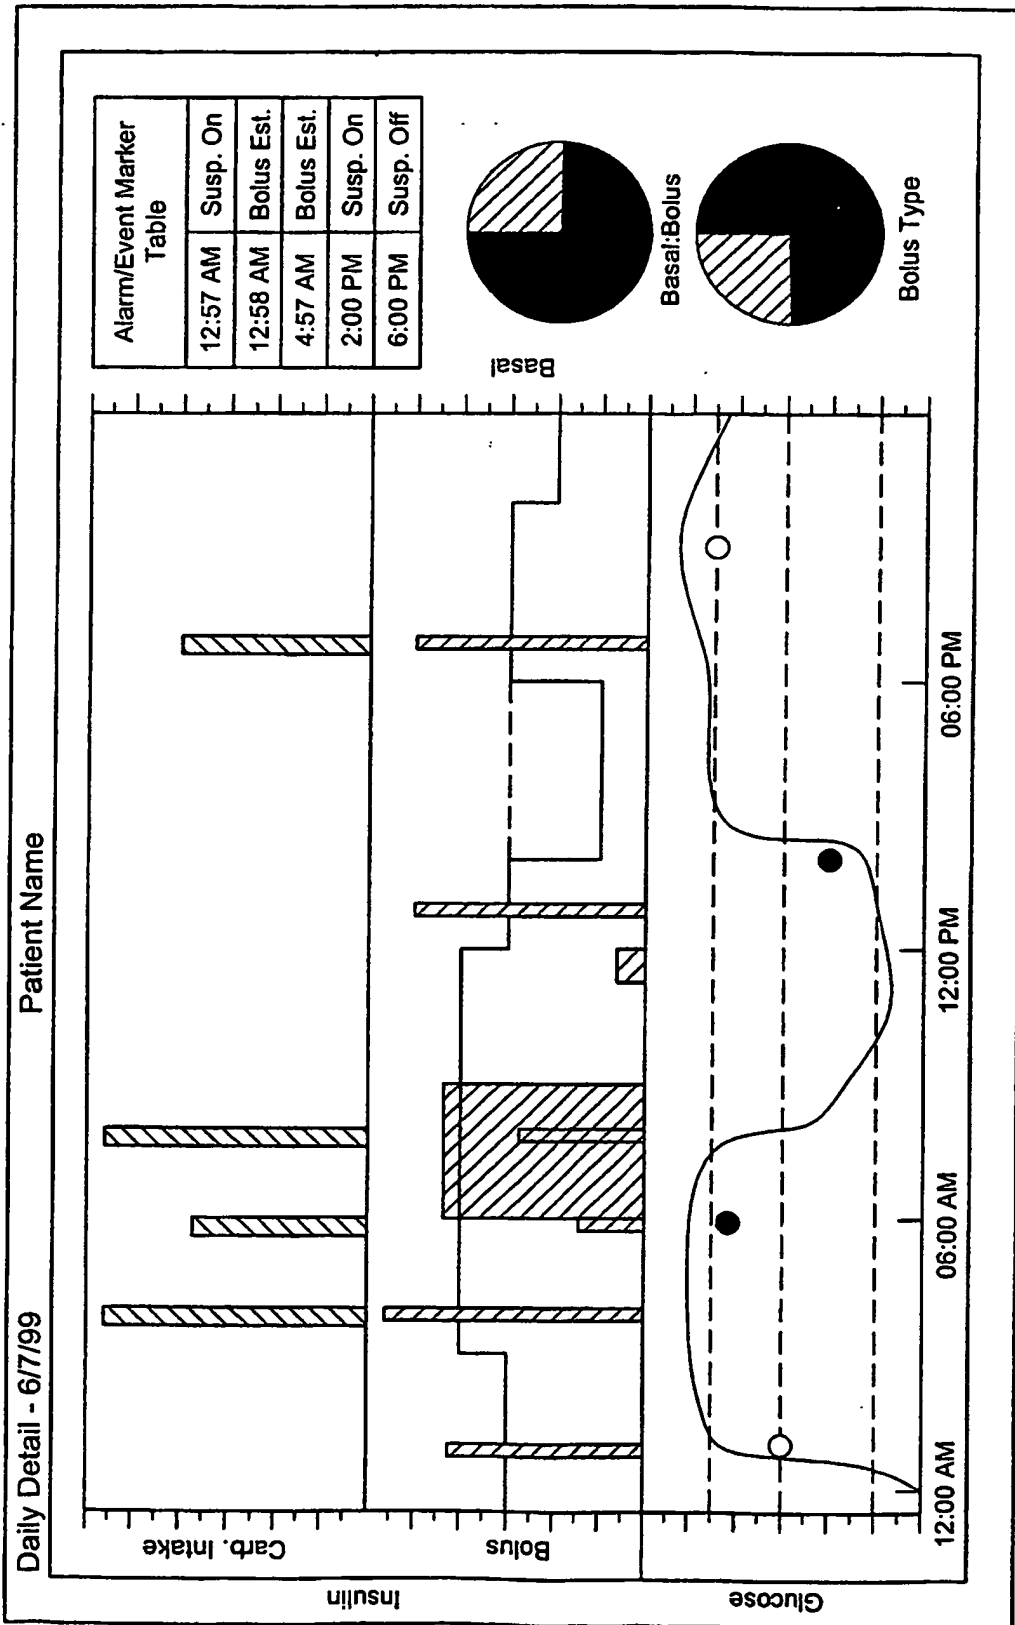 Daily Detail - 6/7/99
Patient Name
Insulin
Carb. Intake
Bolus
Glucose
Basal
12:00 AM
06:00 AM
12:00 PM
06:00 PM
Alarm/Event Marker
Table
12:57 AM Susp. On
12:58 AM Bolus Est.
4:57 AM Bolus Est.
2:00 PM Susp. On
6:00 PM Susp. Off
Basal:Bolus
Bolus Type